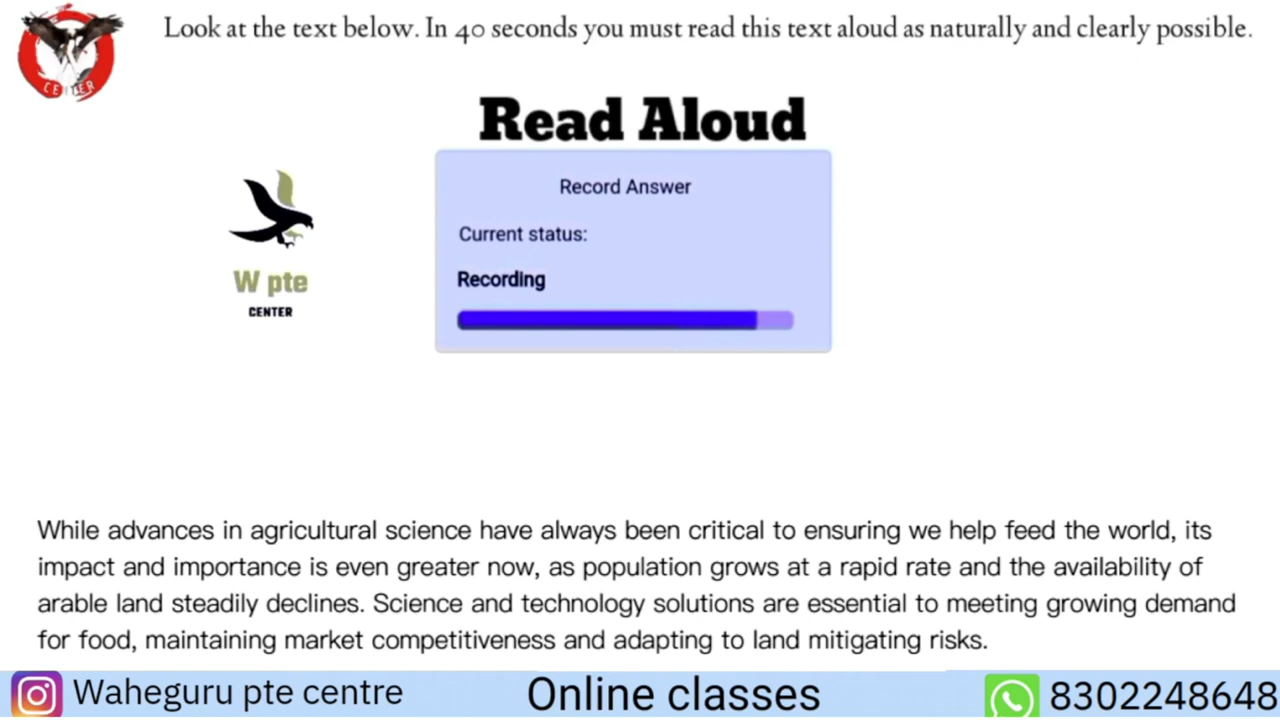 Look at the text below. In 40 seconds you must read this text aloud as naturally and clearly possible.
CENTER
Read Aloud
Record Answer
Current status:
Recording
W pte
CENTER
While advances in agricultural science have always been critical to ensuring we help feed the world, its
impact and importance is even greater now, as population grows at a rapid rate and the availability of
arable land steadily declines. Science and technology solutions are essential to meeting growing demand
for food, maintaining market competitiveness and adapting to land mitigating risks.
Waheguru pte centre
Online classes
8302248648